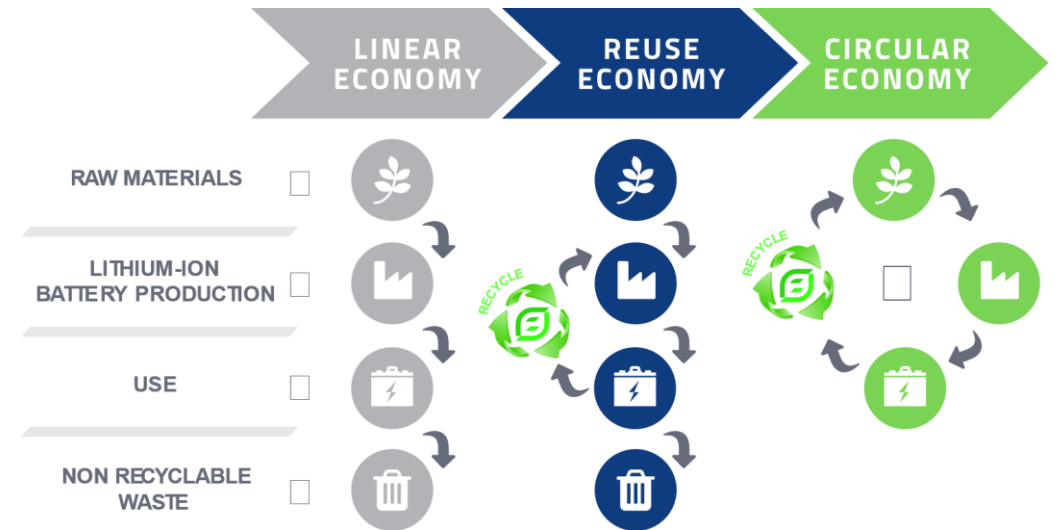 LINEAR
ECONOMY
REUSE
ECONOMY
CIRCULAR
ECONOMY
RAW MATERIALS
LITHIUM-ION
BATTERY PRODUCTION
RECYCLE
RECYCLE
USE
NON RECYCLABLE
WASTE